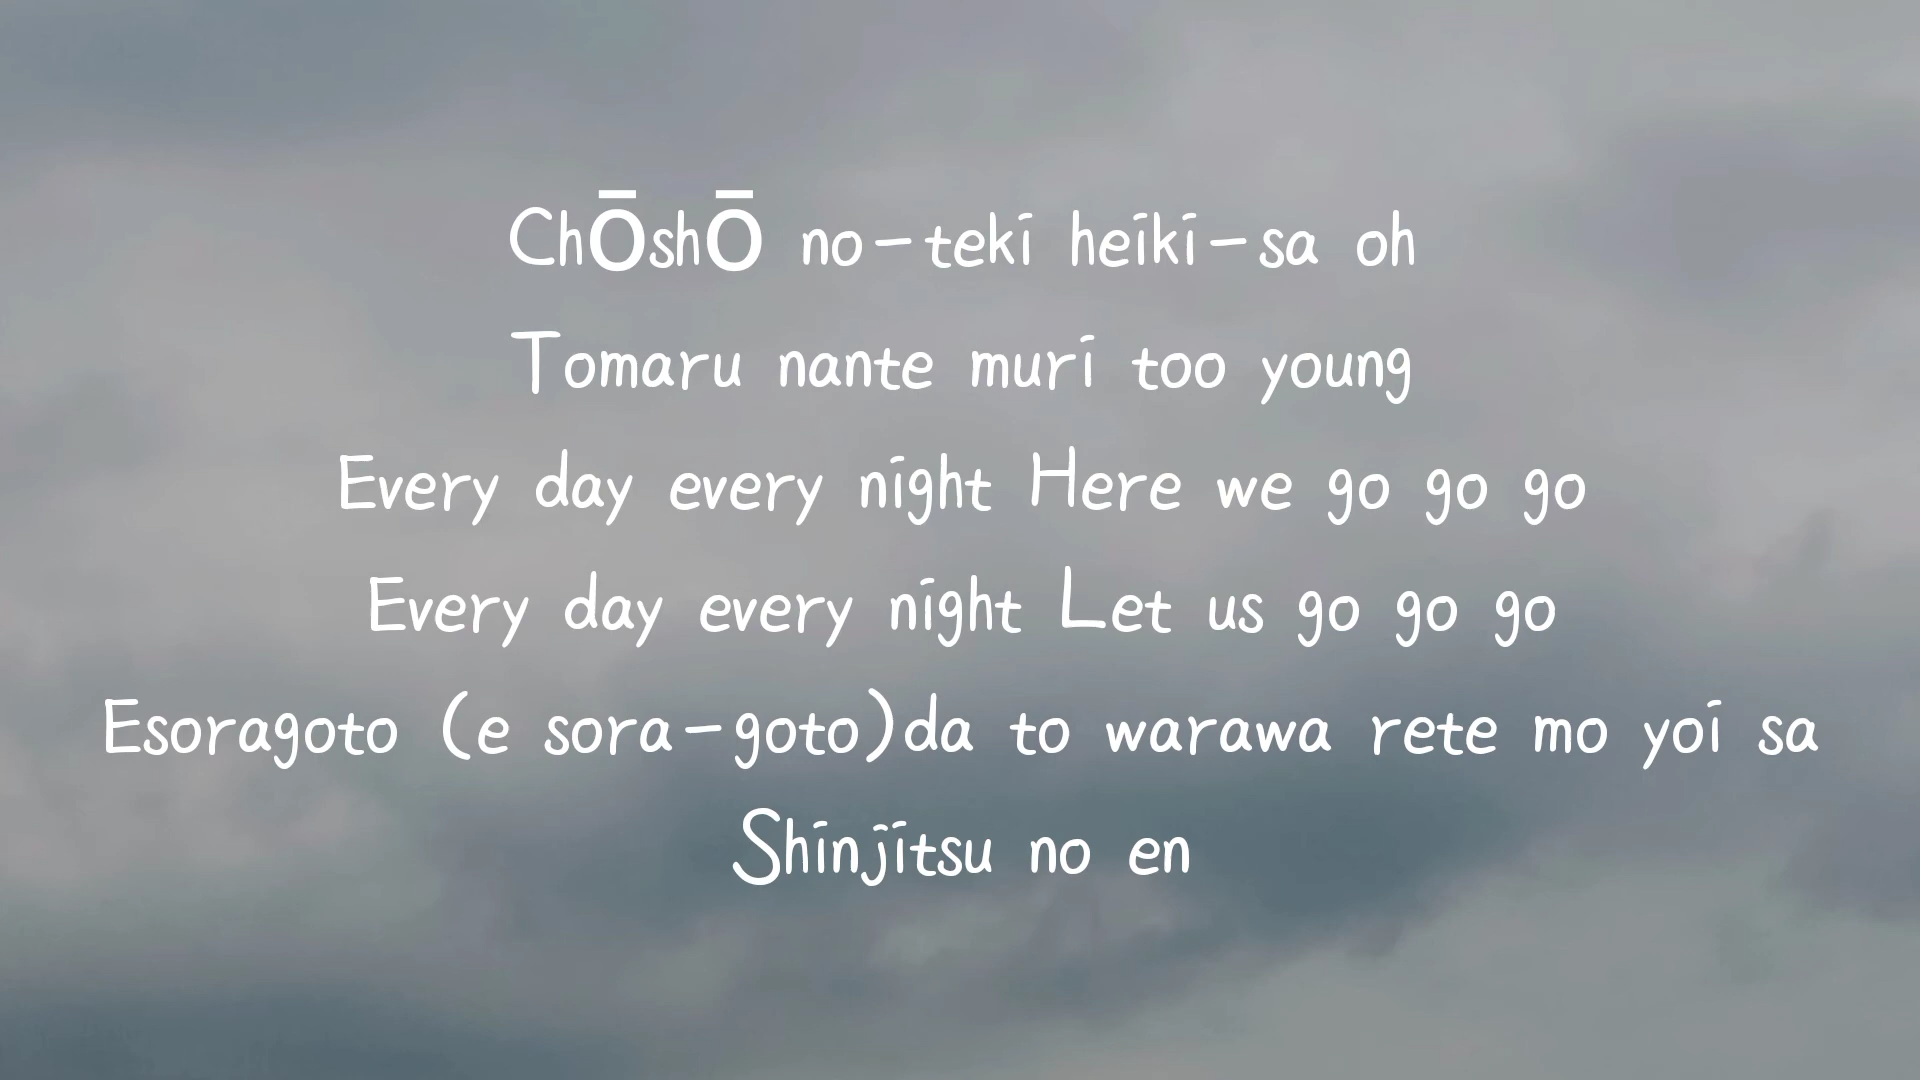 Chōshō no-teki heiki-sa oh
Tomaru nante muri too young
Every day every night Here we go go go
Every day every night Let us go go go
Esoragoto (e sora-goto)da to warawa rete mo yoi sa
Shinjitsu no en